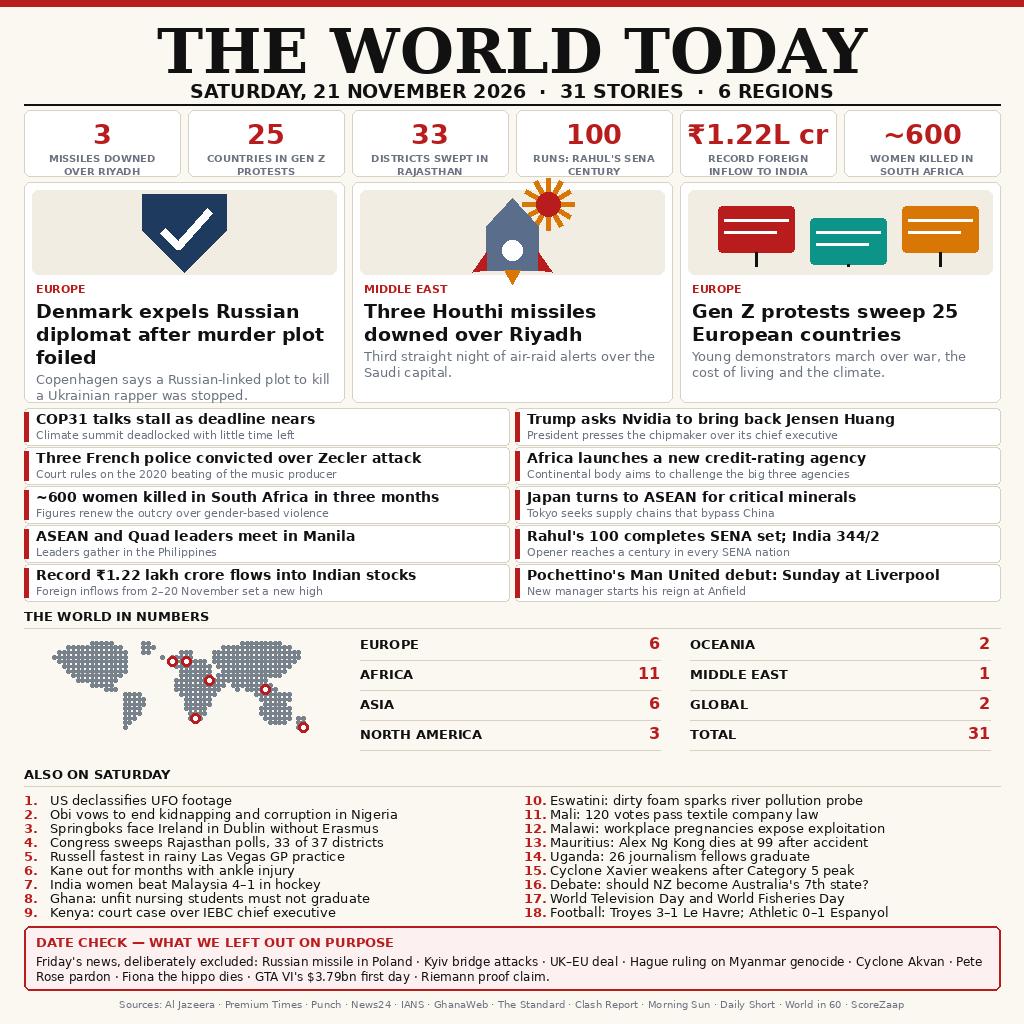 THE WORLD TODAY
SATURDAY, 21 NOVEMBER 2026 · 31 STORIES · 6 REGIONS
3
MISSILES DOWNED
OVER RIYADH
25
COUNTRIES IN GEN Z
PROTESTS
33
DISTRICTS SWEPT IN
RAJASTHAN
100
RUNS: RAHUL'S SENA
CENTURY
₹1.22L cr
RECORD FOREIGN
INFLOW TO INDIA
~600
WOMEN KILLED IN
SOUTH AFRICA
EUROPE
Denmark expels Russian
diplomat after murder plot
foiled
Copenhagen says a Russian-linked plot to kill
a Ukrainian rapper was stopped.
MIDDLE EAST
Three Houthi missiles
downed over Riyadh
Third straight night of air-raid alerts over the
Saudi capital.
EUROPE
Gen Z protests sweep 25
European countries
Young demonstrators march over war, the
cost of living and the climate.
COP31 talks stall as deadline nears
Climate summit deadlocked with little time left
Trump asks Nvidia to bring back Jensen Huang
President presses the chipmaker over its chief executive
Three French police convicted over Zecler attack
Court rules on the 2020 beating of the music producer
Africa launches a new credit-rating agency
Continental body aims to challenge the big three agencies
~600 women killed in South Africa in three months
Figures renew the outcry over gender-based violence
Japan turns to ASEAN for critical minerals
Tokyo seeks supply chains that bypass China
ASEAN and Quad leaders meet in Manila
Leaders gather in the Philippines
Rahul's 100 completes SENA set; India 344/2
Opener reaches a century in every SENA nation
Record ₹1.22 lakh crore flows into Indian stocks
Foreign inflows from 2–20 November set a new high
Pochettino's Man United debut: Sunday at Liverpool
New manager starts his reign at Anfield
THE WORLD IN NUMBERS
EUROPE 6
AFRICA 11
ASIA 6
NORTH AMERICA 3
OCEANIA 2
MIDDLE EAST 1
GLOBAL 2
TOTAL 31
ALSO ON SATURDAY
1. US declassifies UFO footage
2. Obi vows to end kidnapping and corruption in Nigeria
3. Springboks face Ireland in Dublin without Erasmus
4. Congress sweeps Rajasthan polls, 33 of 37 districts
5. Russell fastest in rainy Las Vegas GP practice
6. Kane out for months with ankle injury
7. India women beat Malaysia 4–1 in hockey
8. Ghana: unfit nursing students must not graduate
9. Kenya: court case over IEBC chief executive
10. Eswatini: dirty foam sparks river pollution probe
11. Mali: 120 votes pass textile company law
12. Malawi: workplace pregnancies expose exploitation
13. Mauritius: Alex Ng Kong dies at 99 after accident
14. Uganda: 26 journalism fellows graduate
15. Cyclone Xavier weakens after Category 5 peak
16. Debate: should NZ become Australia's 7th state?
17. World Television Day and World Fisheries Day
18. Football: Troyes 3–1 Le Havre; Athletic 0–1 Espanyol
DATE CHECK — WHAT WE LEFT OUT ON PURPOSE
Friday's news, deliberately excluded: Russian missile in Poland · Kyiv bridge attacks · UK–EU deal · Hague ruling on Myanmar genocide · Cyclone Akvan · Pete
Rose pardon · Fiona the hippo dies · GTA VI's $3.79bn first day · Riemann proof claim.
Sources: Al Jazeera · Premium Times · Punch · News24 · IANS · GhanaWeb · The Standard · Clash Report · Morning Sun · Daily Short · World in 60 · ScoreZaap